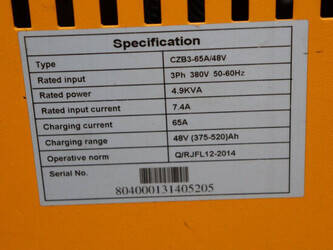 Specification
Type CZB3-65A/48V
Rated input 3Ph 380V 50-60Hz
Rated power 4.9KVA
Rated input current 7.4A
Charging current 65A
Charging range 48V (375-520)Ah
Operative norm Q/RJFL12-2014
Serial No.
804000131405205